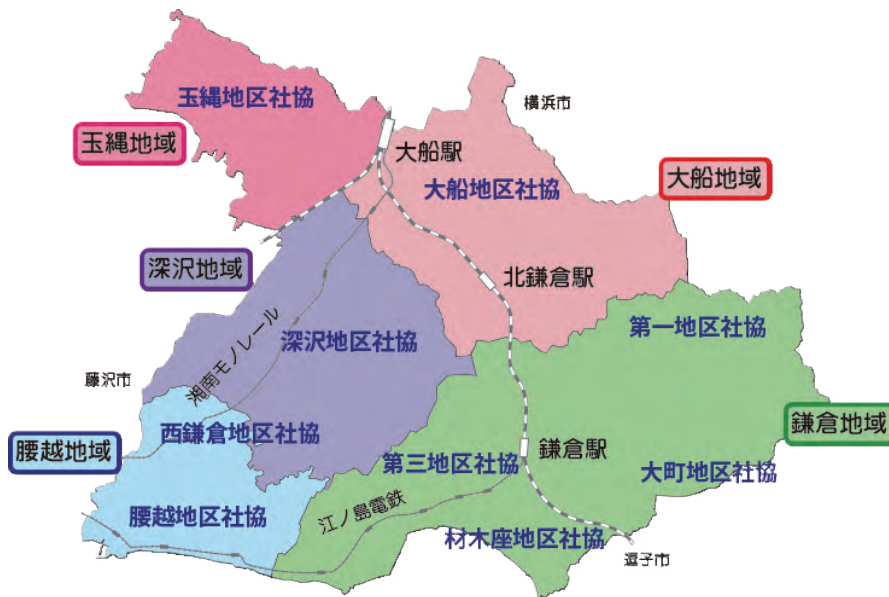 玉縄地区社協
横浜市
玉縄地域
大船駅
大船地区社協
大船地域
深沢地域
北鎌倉駅
第一地区社協
湘南モノレール
深沢地区社協
藤沢市
鎌倉地域
西鎌倉地区社協
腰越地域
第三地区社協
鎌倉駅
大町地区社協
江ノ島電鉄
腰越地区社協
材木座地区社協
逗子市